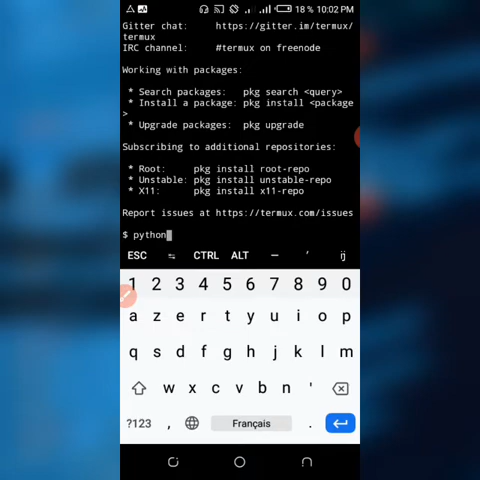 18 % 10:02 PM
Gitter chat: https://gitter.im/termux/
termux
IRC channel: #termux on freenode
Working with packages:
* Search packages: pkg search <query>
* Install a package: pkg install <package
>
* Upgrade packages: pkg upgrade
Subscribing to additional repositories:
* Root: pkg install root-repo
* Unstable: pkg install unstable-repo
* X11: pkg install x11-repo
Report issues at https://termux.com/issues
$ python
ESC CTRL ALT —
1 2 3 4 5 6 7 8 9 0
a z e r t y u i o p
q s d f g h j k l m
w x c v b n '
?123 , Français .